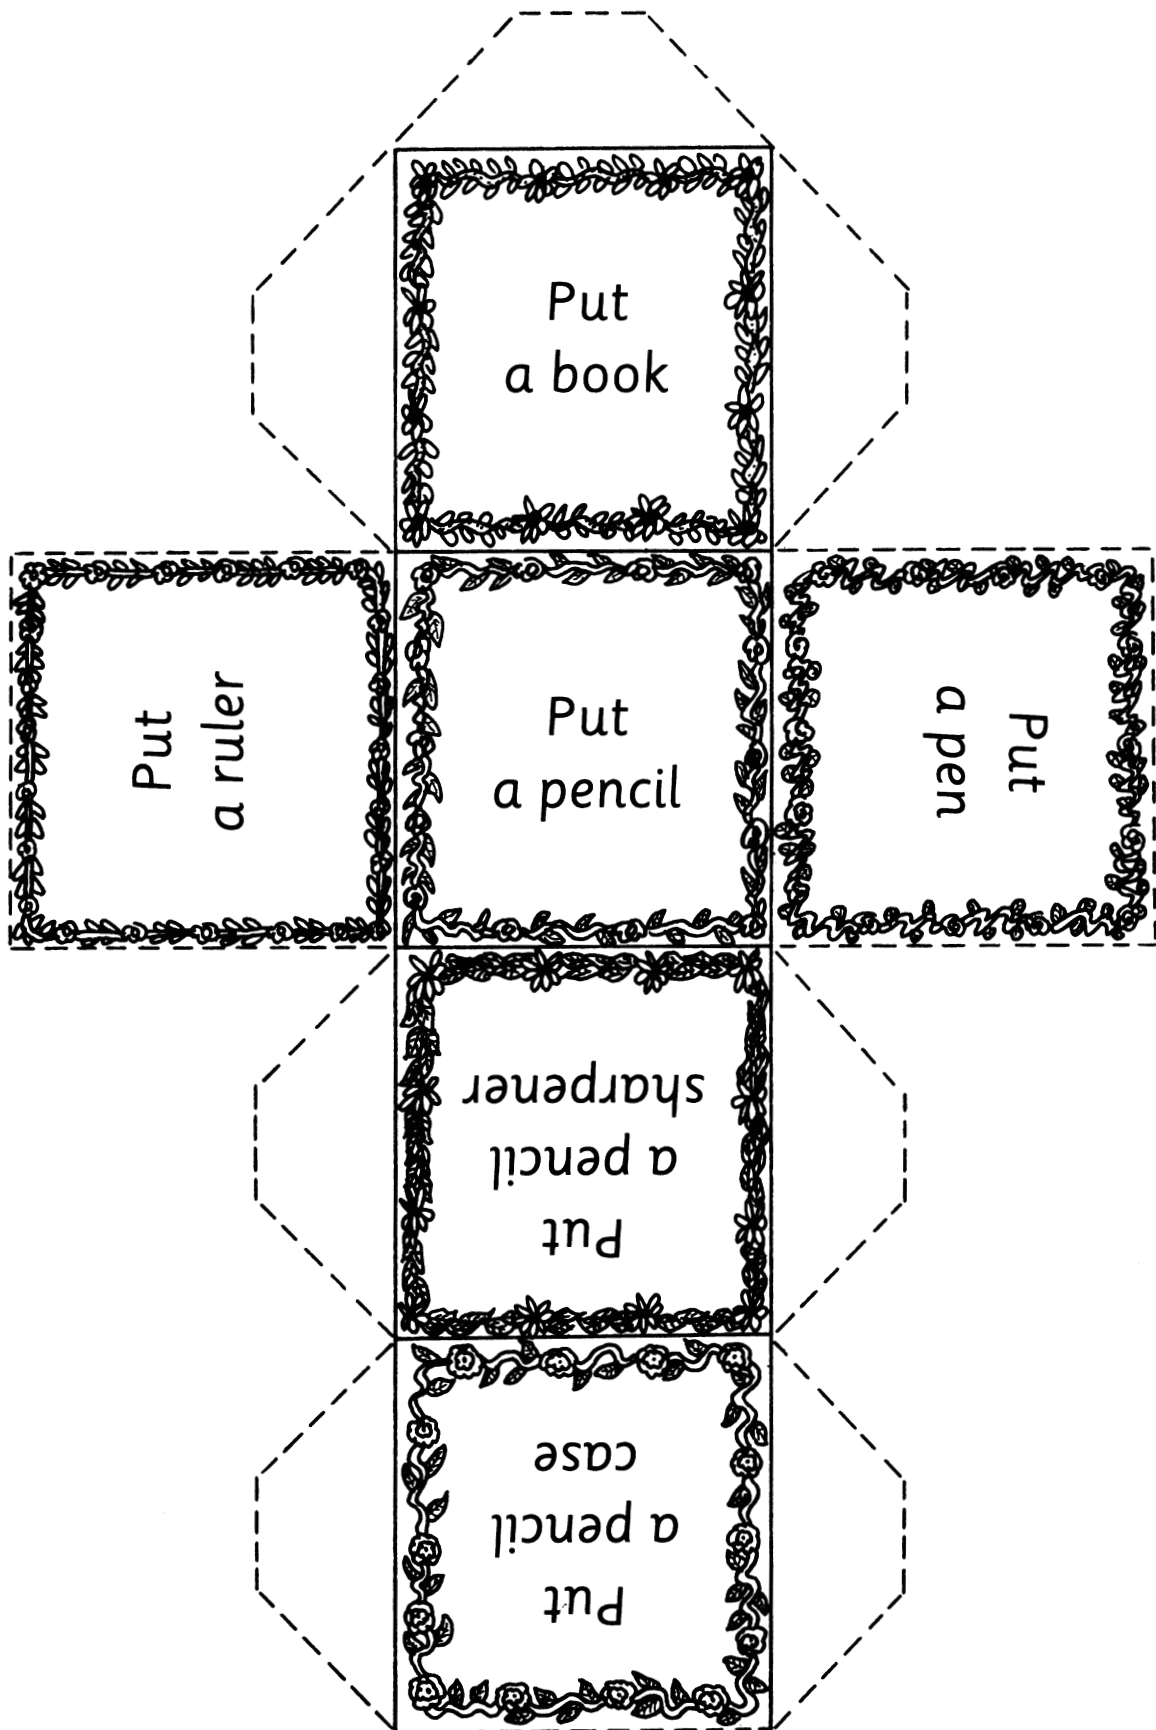 Put
a book
Put
a ruler
Put
a pencil
Put
a pen
Put
a pencil
sharpener
Put
a pencil
case